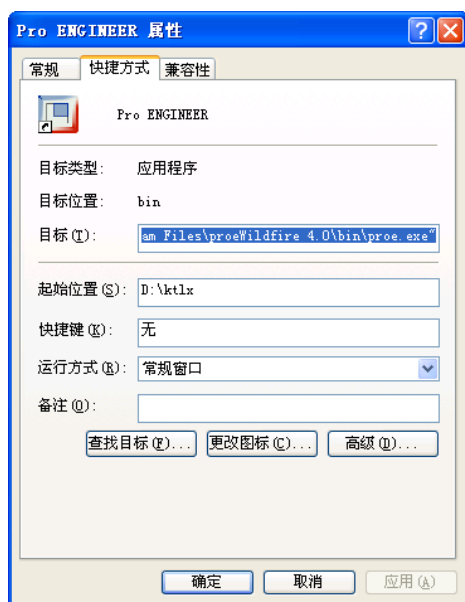 Pro ENGINEER 属性
常规 快捷方式 兼容性
Pro ENGINEER
目标类型: 应用程序
目标位置: bin
目标(T): am Files\proeWildfire 4.0\bin\proe.exe"
起始位置(S): D:\ktlx
快捷键(K): 无
运行方式(R): 常规窗口
备注(O):
查找目标(F)... 更改图标(C)... 高级(D)...
确定 取消 应用(A)